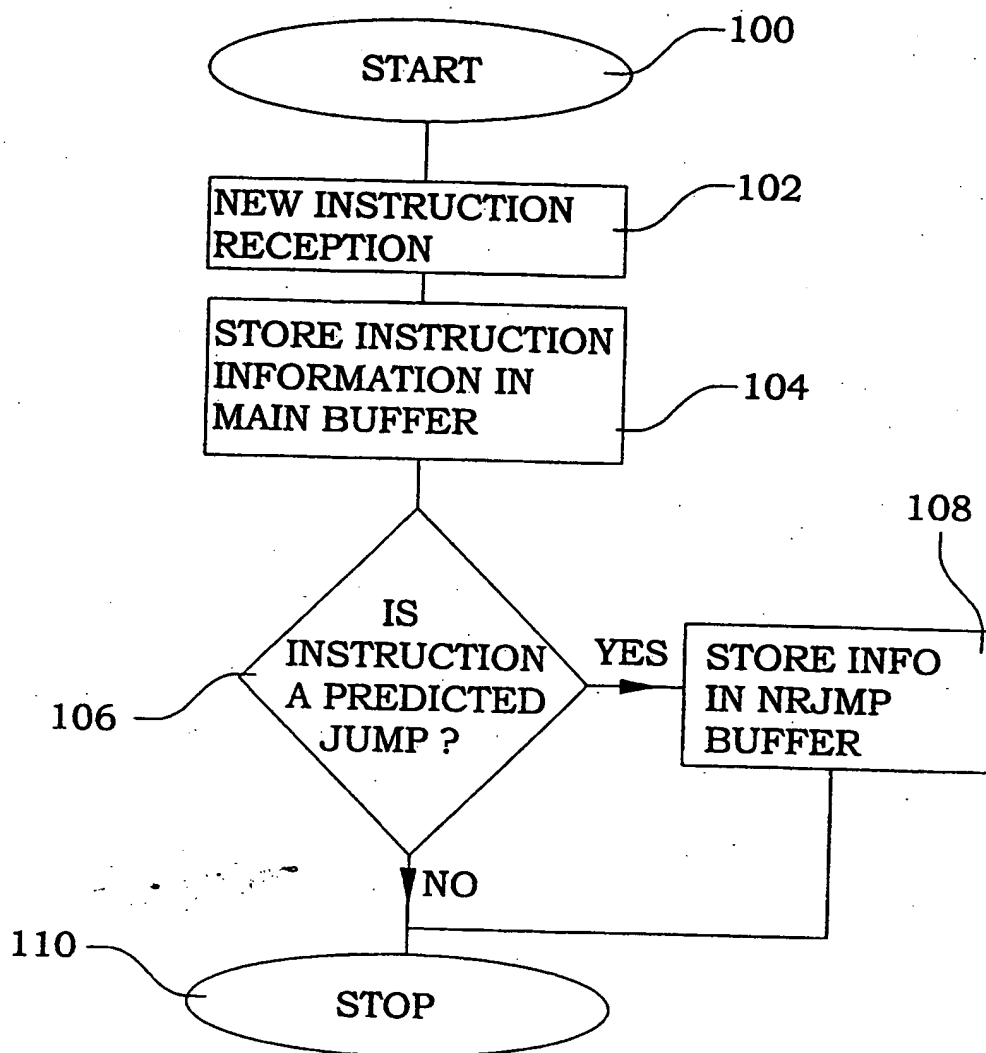 100
START
102
NEW INSTRUCTION
RECEPTION
STORE INSTRUCTION
INFORMATION IN
MAIN BUFFER
104
108
IS
INSTRUCTION
A PREDICTED
JUMP ?
106
YES
STORE INFO
IN NRJMP
BUFFER
NO
110
STOP